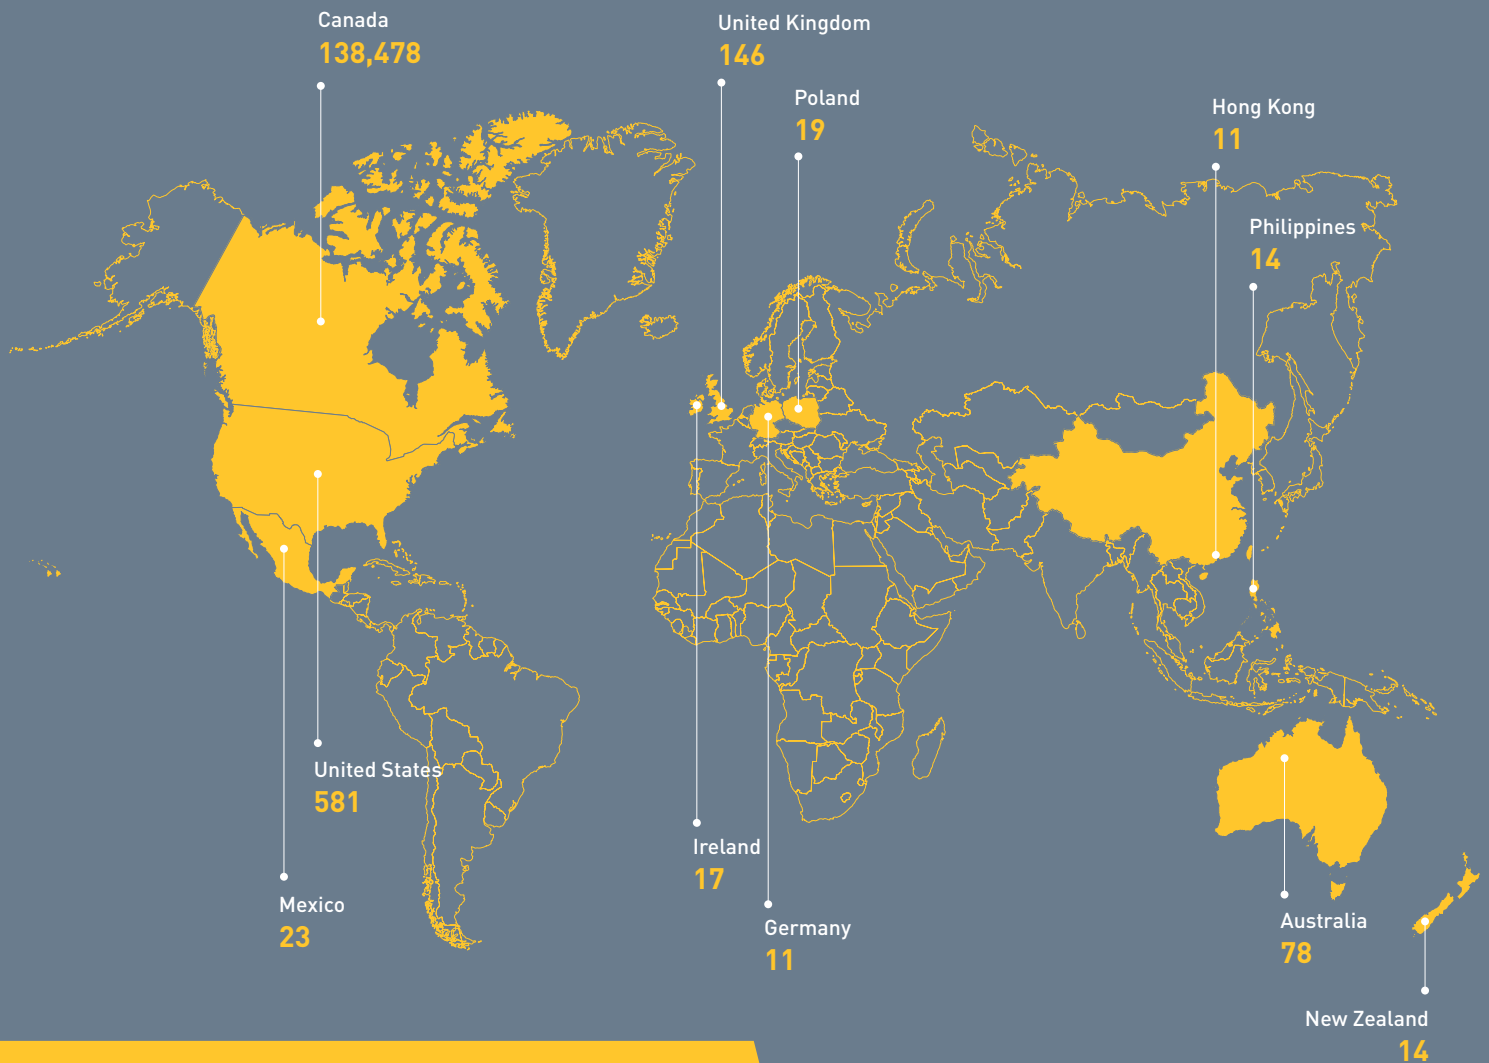 Canada
138,478
United Kingdom
146
Poland
19
Hong Kong
11
Philippines
14
United States
581
Ireland
17
Mexico
23
Germany
11
Australia
78
New Zealand
14